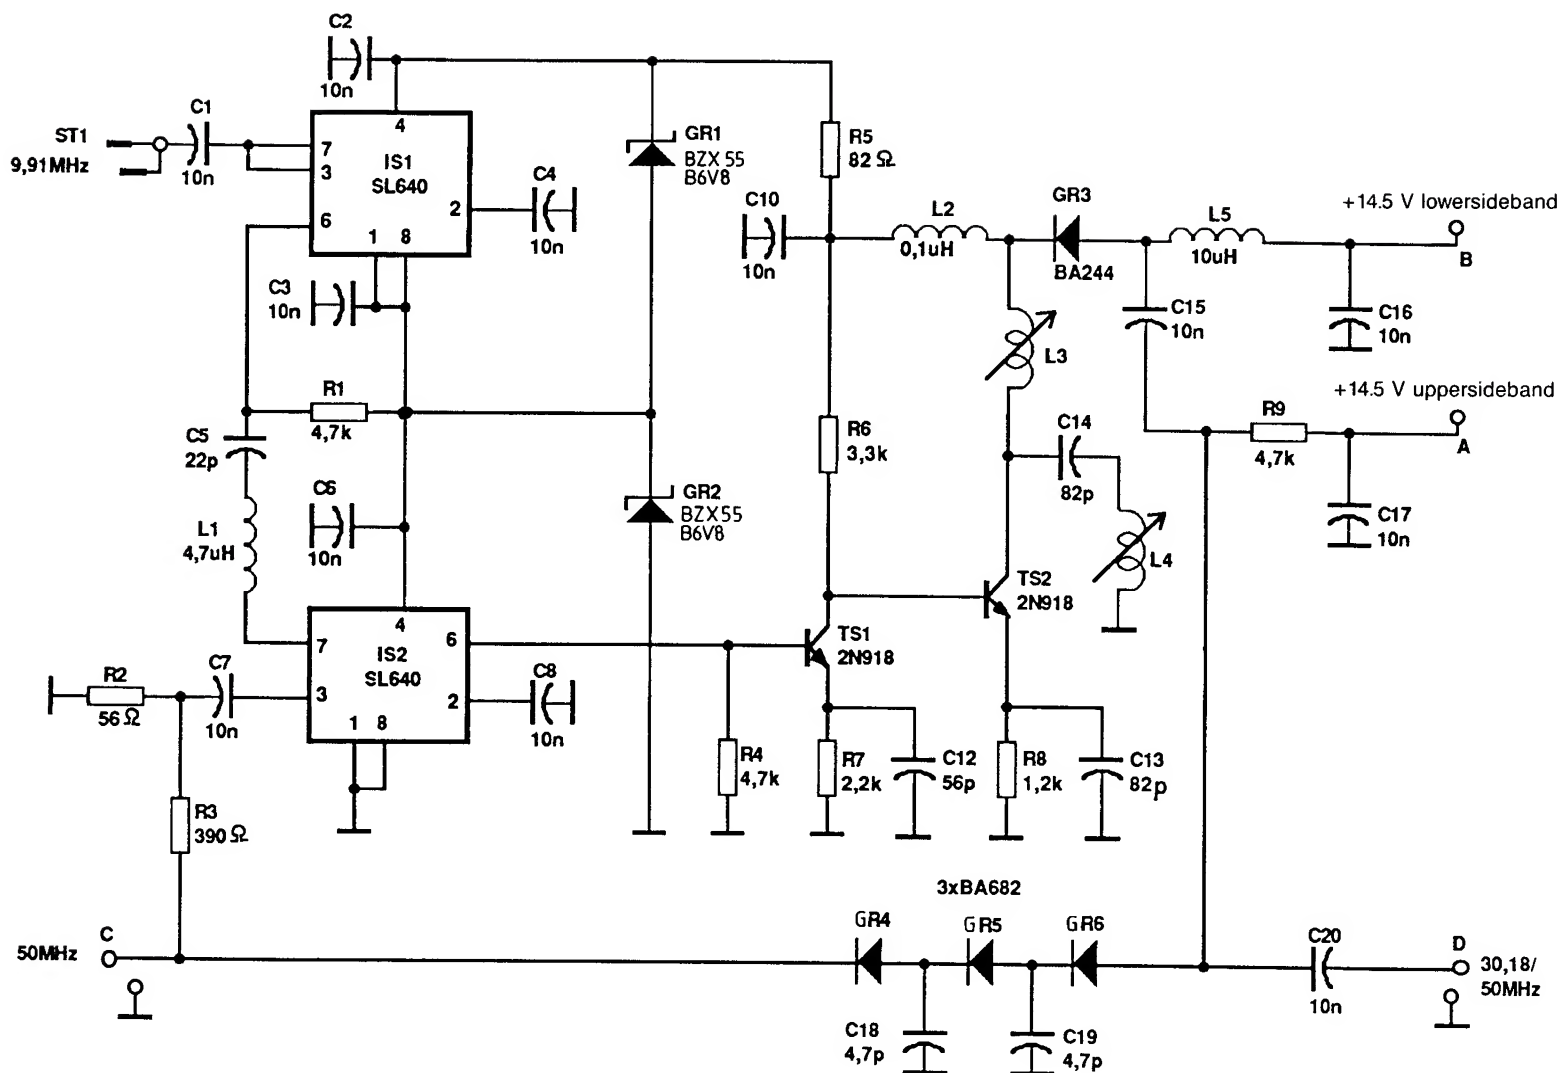 C2
10n
C1
10n
ST1
9,91MHz
4
7
3
IS1
SL640
6
2
1 8
C4
10n
C3
10n
GR1
BZX 55
B6V8
R5
82 Ω
C10
10n
L2
0,1uH
GR3
BA244
L5
10uH
+14.5 V lowersideband
B
C15
10n
C16
10n
L3
+14.5 V uppersideband
A
R1
4,7k
C5
22p
R6
3,3k
C14
82p
R9
4,7k
C6
10n
GR2
BZX55
B6V8
L1
4,7uH
C17
10n
L4
TS2
2N918
4
7
6
IS2
SL640
3
2
1 8
TS1
2N918
R2
56 Ω
C7
10n
C8
10n
R4
4,7k
R7
2,2k
C12
56p
R8
1,2k
C13
82p
R3
390 Ω
3xBA682
GR4
GR5
GR6
C
50MHz
C20
10n
D
30,18/
50MHz
C18
4,7p
C19
4,7p